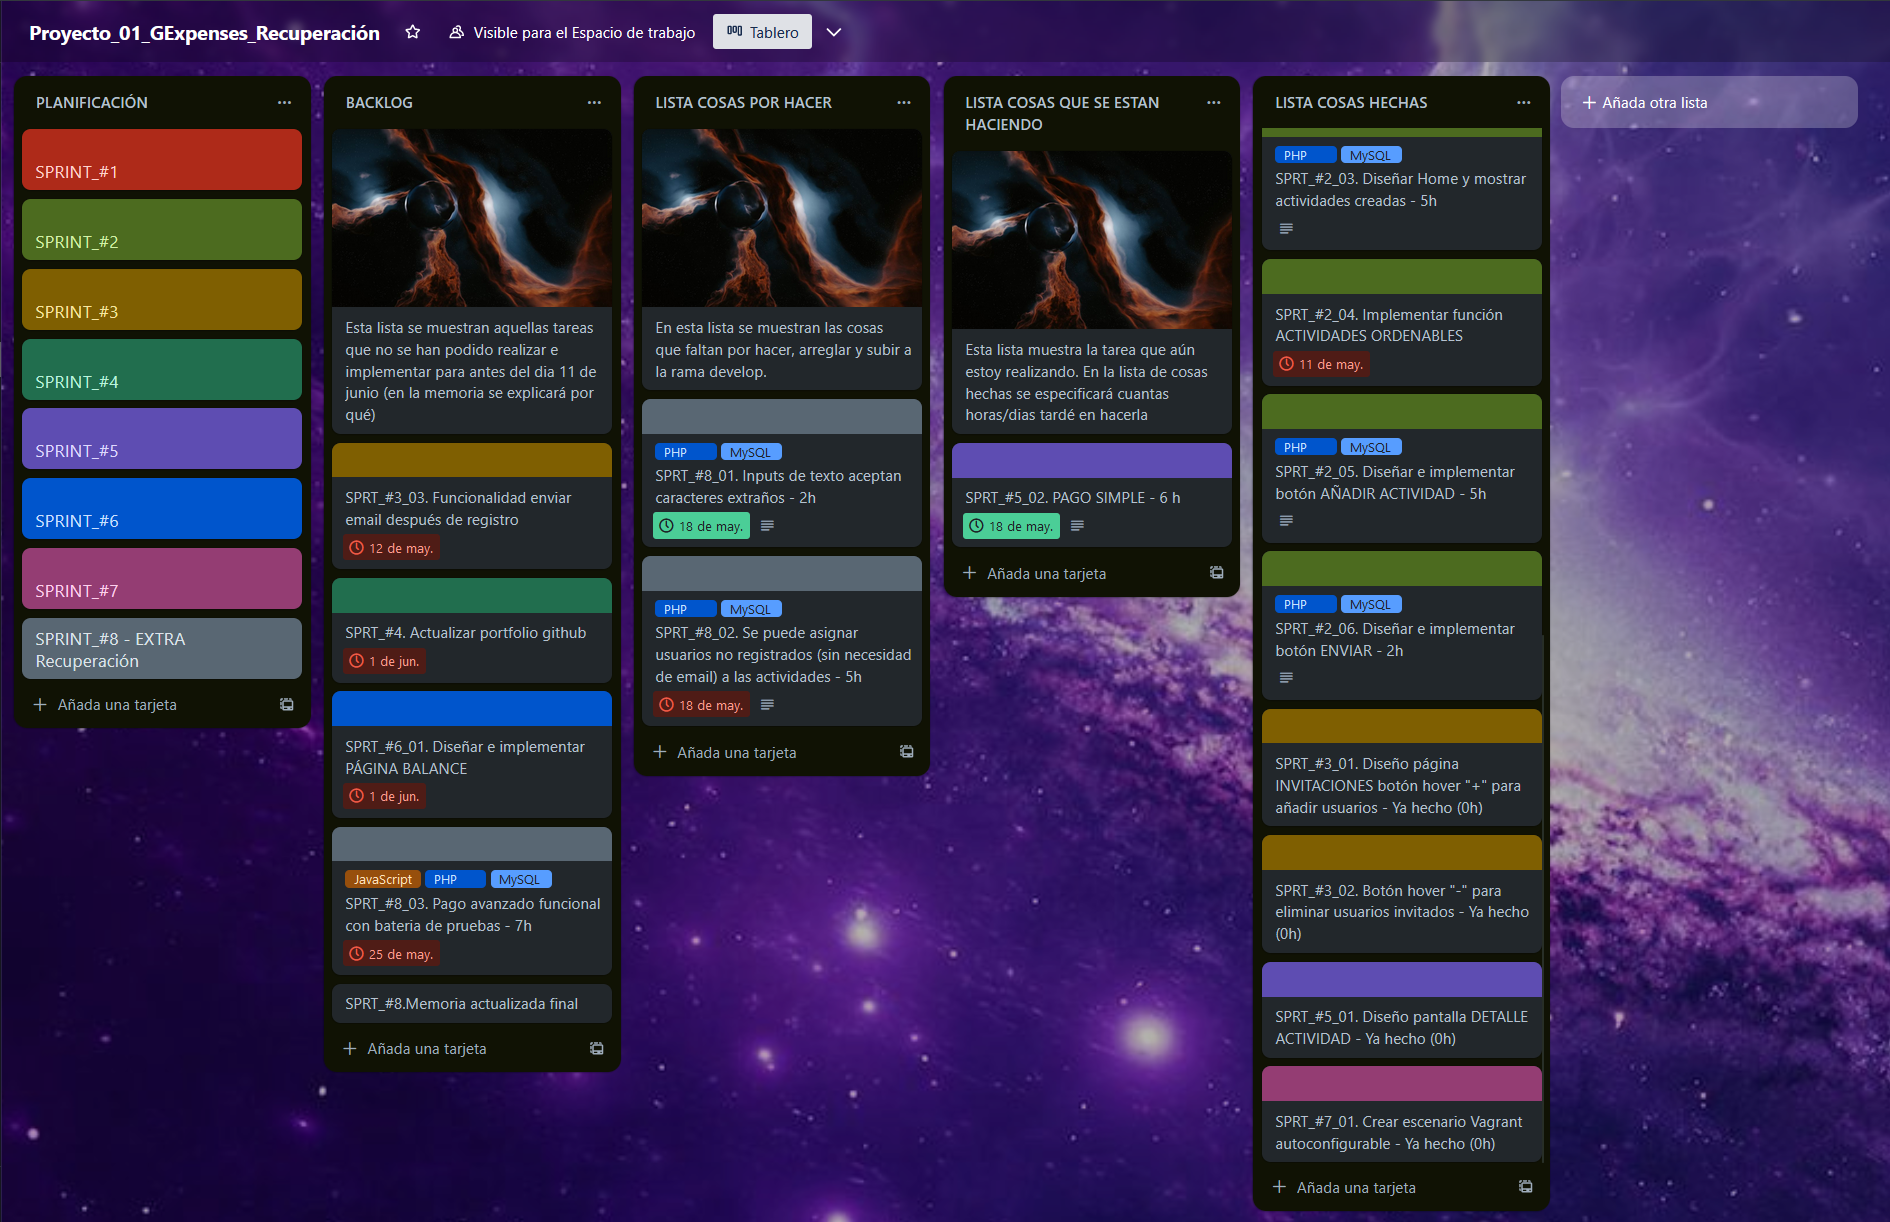 Proyecto_01_GExpenses_Recuperación
Visible para el Espacio de trabajo
Tablero
PLANIFICACIÓN
SPRINT_#1
SPRINT_#2
SPRINT_#3
SPRINT_#4
SPRINT_#5
SPRINT_#6
SPRINT_#7
SPRINT_#8 - EXTRA
Recuperación
+ Añada una tarjeta
BACKLOG
Esta lista se muestran aquellas tareas
que no se han podido realizar e
implementar para antes del dia 11 de
junio (en la memoria se explicará por
qué)
SPRT_#3_03. Funcionalidad enviar
email después de registro
12 de may.
SPRT_#4. Actualizar portfolio github
1 de jun.
SPRT_#6_01. Diseñar e implementar
PÁGINA BALANCE
1 de jun.
JavaScript PHP MySQL
SPRT_#8_03. Pago avanzado funcional
con bateria de pruebas - 7h
25 de may.
SPRT_#8.Memoria actualizada final
+ Añada una tarjeta
LISTA COSAS POR HACER
En esta lista se muestran las cosas
que faltan por hacer, arreglar y subir a
la rama develop.
PHP MySQL
SPRT_#8_01. Inputs de texto aceptan
caracteres extraños - 2h
18 de may.
PHP MySQL
SPRT_#8_02. Se puede asignar
usuarios no registrados (sin necesidad
de email) a las actividades - 5h
18 de may.
+ Añada una tarjeta
LISTA COSAS QUE SE ESTAN
HACIENDO
Esta lista muestra la tarea que aún
estoy realizando. En la lista de cosas
hechas se especificará cuantas
horas/dias tardé en hacerla
SPRT_#5_02. PAGO SIMPLE - 6 h
18 de may.
+ Añada una tarjeta
LISTA COSAS HECHAS
PHP MySQL
SPRT_#2_03. Diseñar Home y mostrar
actividades creadas - 5h
SPRT_#2_04. Implementar función
ACTIVIDADES ORDENABLES
11 de may.
PHP MySQL
SPRT_#2_05. Diseñar e implementar
botón AÑADIR ACTIVIDAD - 5h
PHP MySQL
SPRT_#2_06. Diseñar e implementar
botón ENVIAR - 2h
SPRT_#3_01. Diseño página
INVITACIONES botón hover "+" para
añadir usuarios - Ya hecho (0h)
SPRT_#3_02. Botón hover "-" para
eliminar usuarios invitados - Ya hecho
(0h)
SPRT_#5_01. Diseño pantalla DETALLE
ACTIVIDAD - Ya hecho (0h)
SPRT_#7_01. Crear escenario Vagrant
autoconfigurable - Ya hecho (0h)
+ Añada una tarjeta
+ Añada otra lista